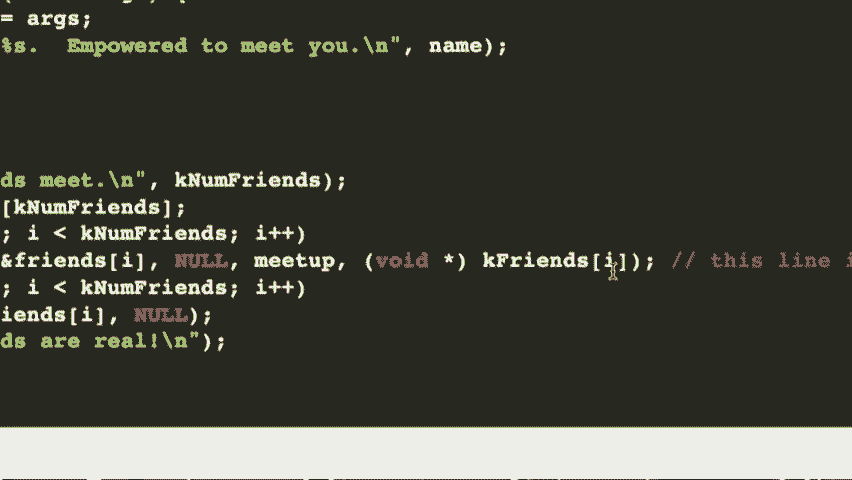 = args;
%s.  Empowered to meet you.\n", name);
ds meet.\n", kNumFriends);
[kNumFriends];
; i < kNumFriends; i++)
&friends[i], NULL, meetup, (void *) kFriends[i]); // this line i
; i < kNumFriends; i++)
iends[i], NULL);
ds are real!\n");